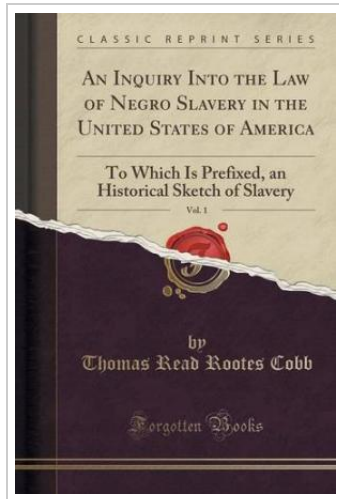 CLASSIC REPRINT SERIES
AN INQUIRY INTO THE LAW
OF NEGRO SLAVERY IN THE
UNITED STATES OF AMERICA
To Which Is Prefixed, an
Historical Sketch of Slavery
Vol. 1
by
Thomas Read Rootes Cobb
Forgotten Books